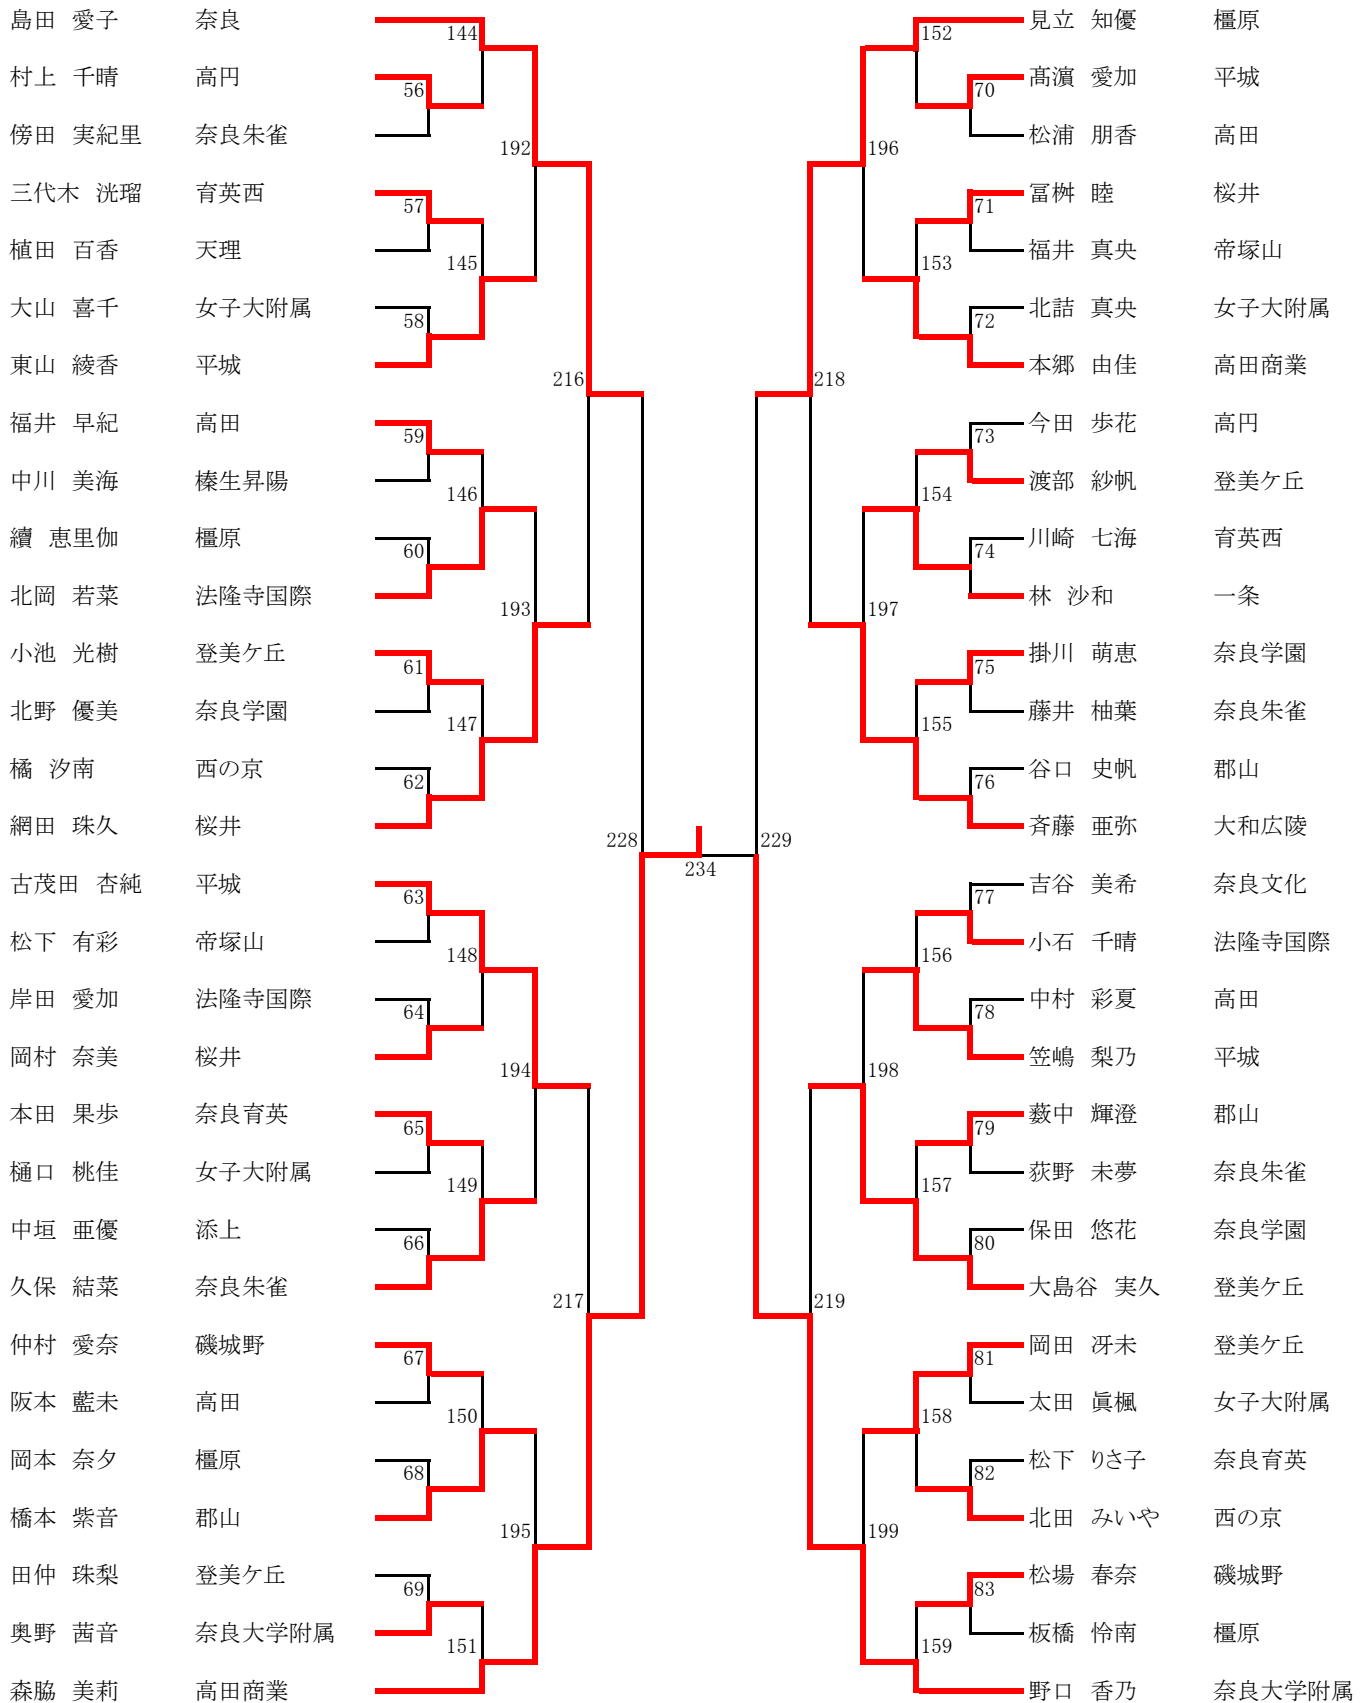 島田 愛子 奈良 144 152 見立 知優 橿原
村上 千晴 高円 56 70 髙濵 愛加 平城
傍田 実紀里 奈良朱雀 192 196 松浦 朋香 高田
三代木 洸瑠 育英西 57 71 冨桝 睦 桜井
植田 百香 天理 145 153 福井 真央 帝塚山
大山 喜千 女子大附属 58 72 北詰 真央 女子大附属
東山 綾香 平城 216 218 本郷 由佳 高田商業
福井 早紀 高田 59 73 今田 歩花 高円
中川 美海 榛生昇陽 146 154 渡部 紗帆 登美ケ丘
續 恵里伽 橿原 60 74 川崎 七海 育英西
北岡 若菜 法隆寺国際 193 197 林 沙和 一条
小池 光樹 登美ケ丘 61 75 掛川 萌恵 奈良学園
北野 優美 奈良学園 147 155 藤井 柚葉 奈良朱雀
橘 汐南 西の京 62 76 谷口 史帆 郡山
網田 珠久 桜井 228 229 斉藤 亜弥 大和広陵
234
古茂田 杏純 平城 63 77 吉谷 美希 奈良文化
松下 有彩 帝塚山 148 156 小石 千晴 法隆寺国際
岸田 愛加 法隆寺国際 64 78 中村 彩夏 高田
岡村 奈美 桜井 194 198 笠嶋 梨乃 平城
本田 果歩 奈良育英 65 79 薮中 輝澄 郡山
樋口 桃佳 女子大附属 149 157 荻野 未夢 奈良朱雀
中垣 亜優 添上 66 80 保田 悠花 奈良学園
久保 結菜 奈良朱雀 217 219 大島谷 実久 登美ケ丘
仲村 愛奈 磯城野 67 81 岡田 冴未 登美ケ丘
阪本 藍未 高田 150 158 太田 眞楓 女子大附属
岡本 奈夕 橿原 68 82 松下 りさ子 奈良育英
橋本 紫音 郡山 195 199 北田 みいや 西の京
田仲 珠梨 登美ケ丘 69 83 松場 春奈 磯城野
奥野 茜音 奈良大学附属 151 159 板橋 怜南 橿原
森脇 美莉 高田商業 野口 香乃 奈良大学附属